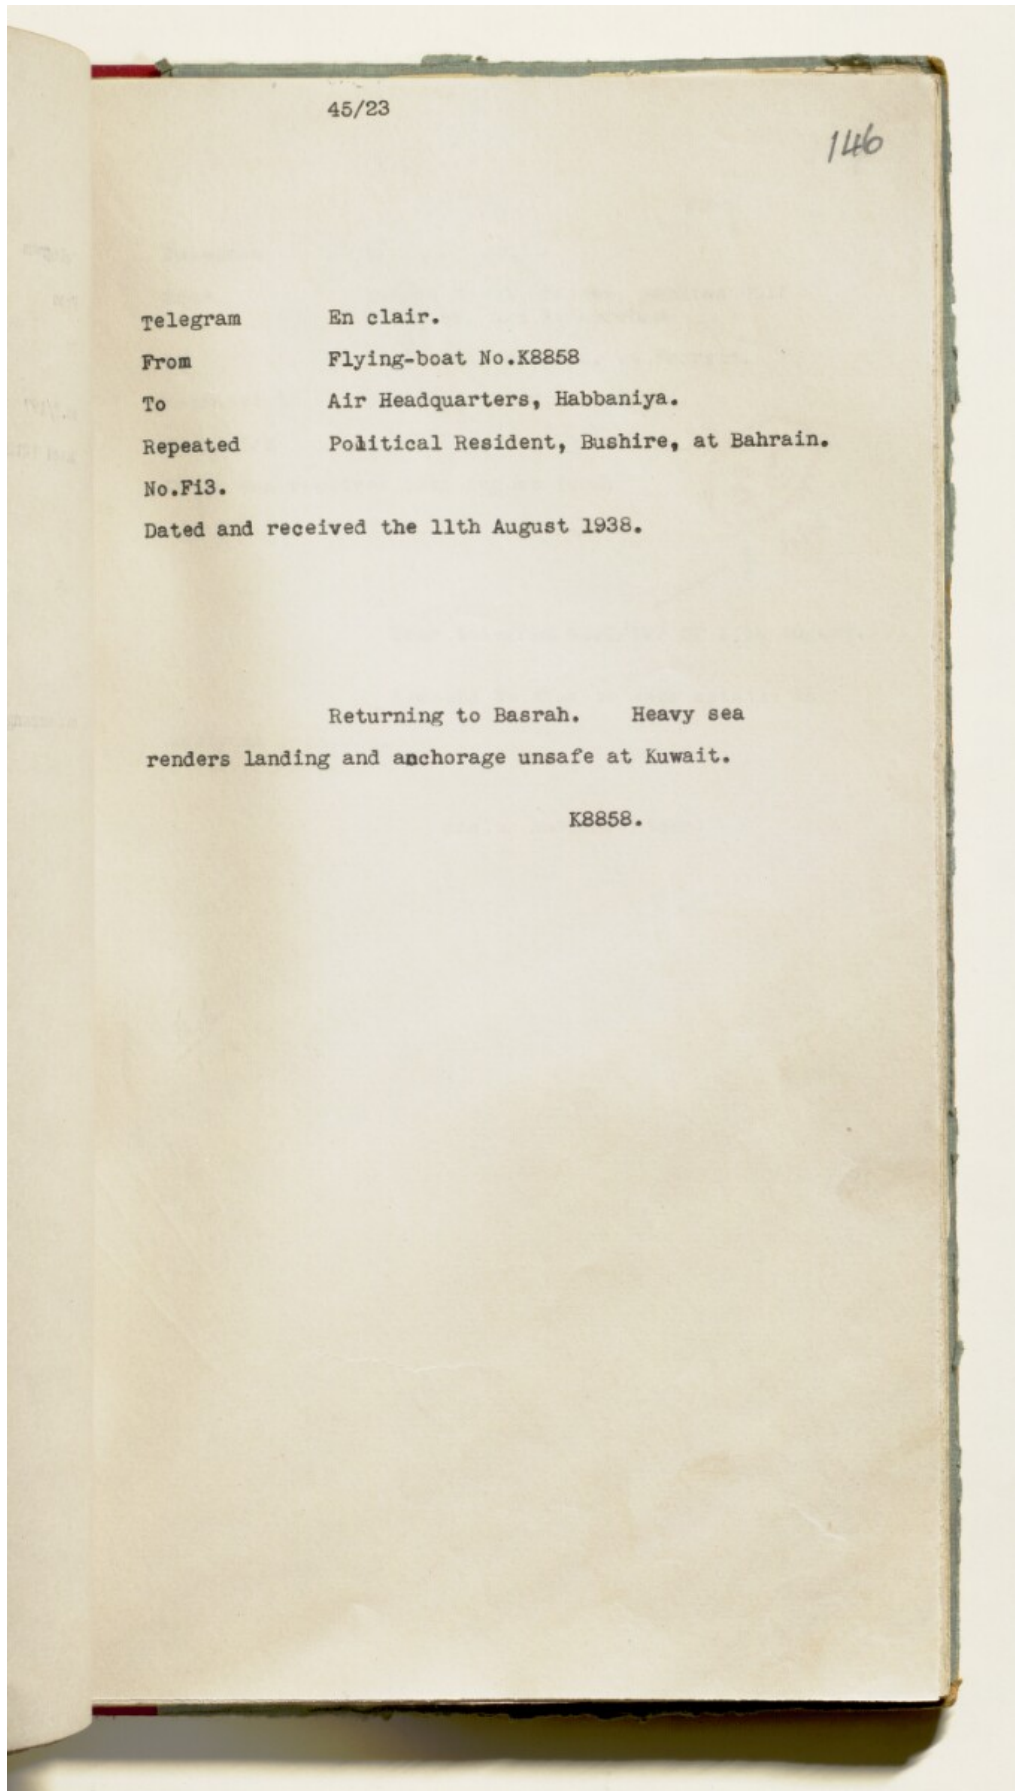 45/23
146
Telegram En clair.
From Flying-boat No.K8858
To Air Headquarters, Habbaniya.
Repeated Political Resident, Bushire, at Bahrain.
No.Fi3.
Dated and received the 11th August 1938.
Returning to Basrah. Heavy sea
renders landing and anchorage unsafe at Kuwait.
K8858.